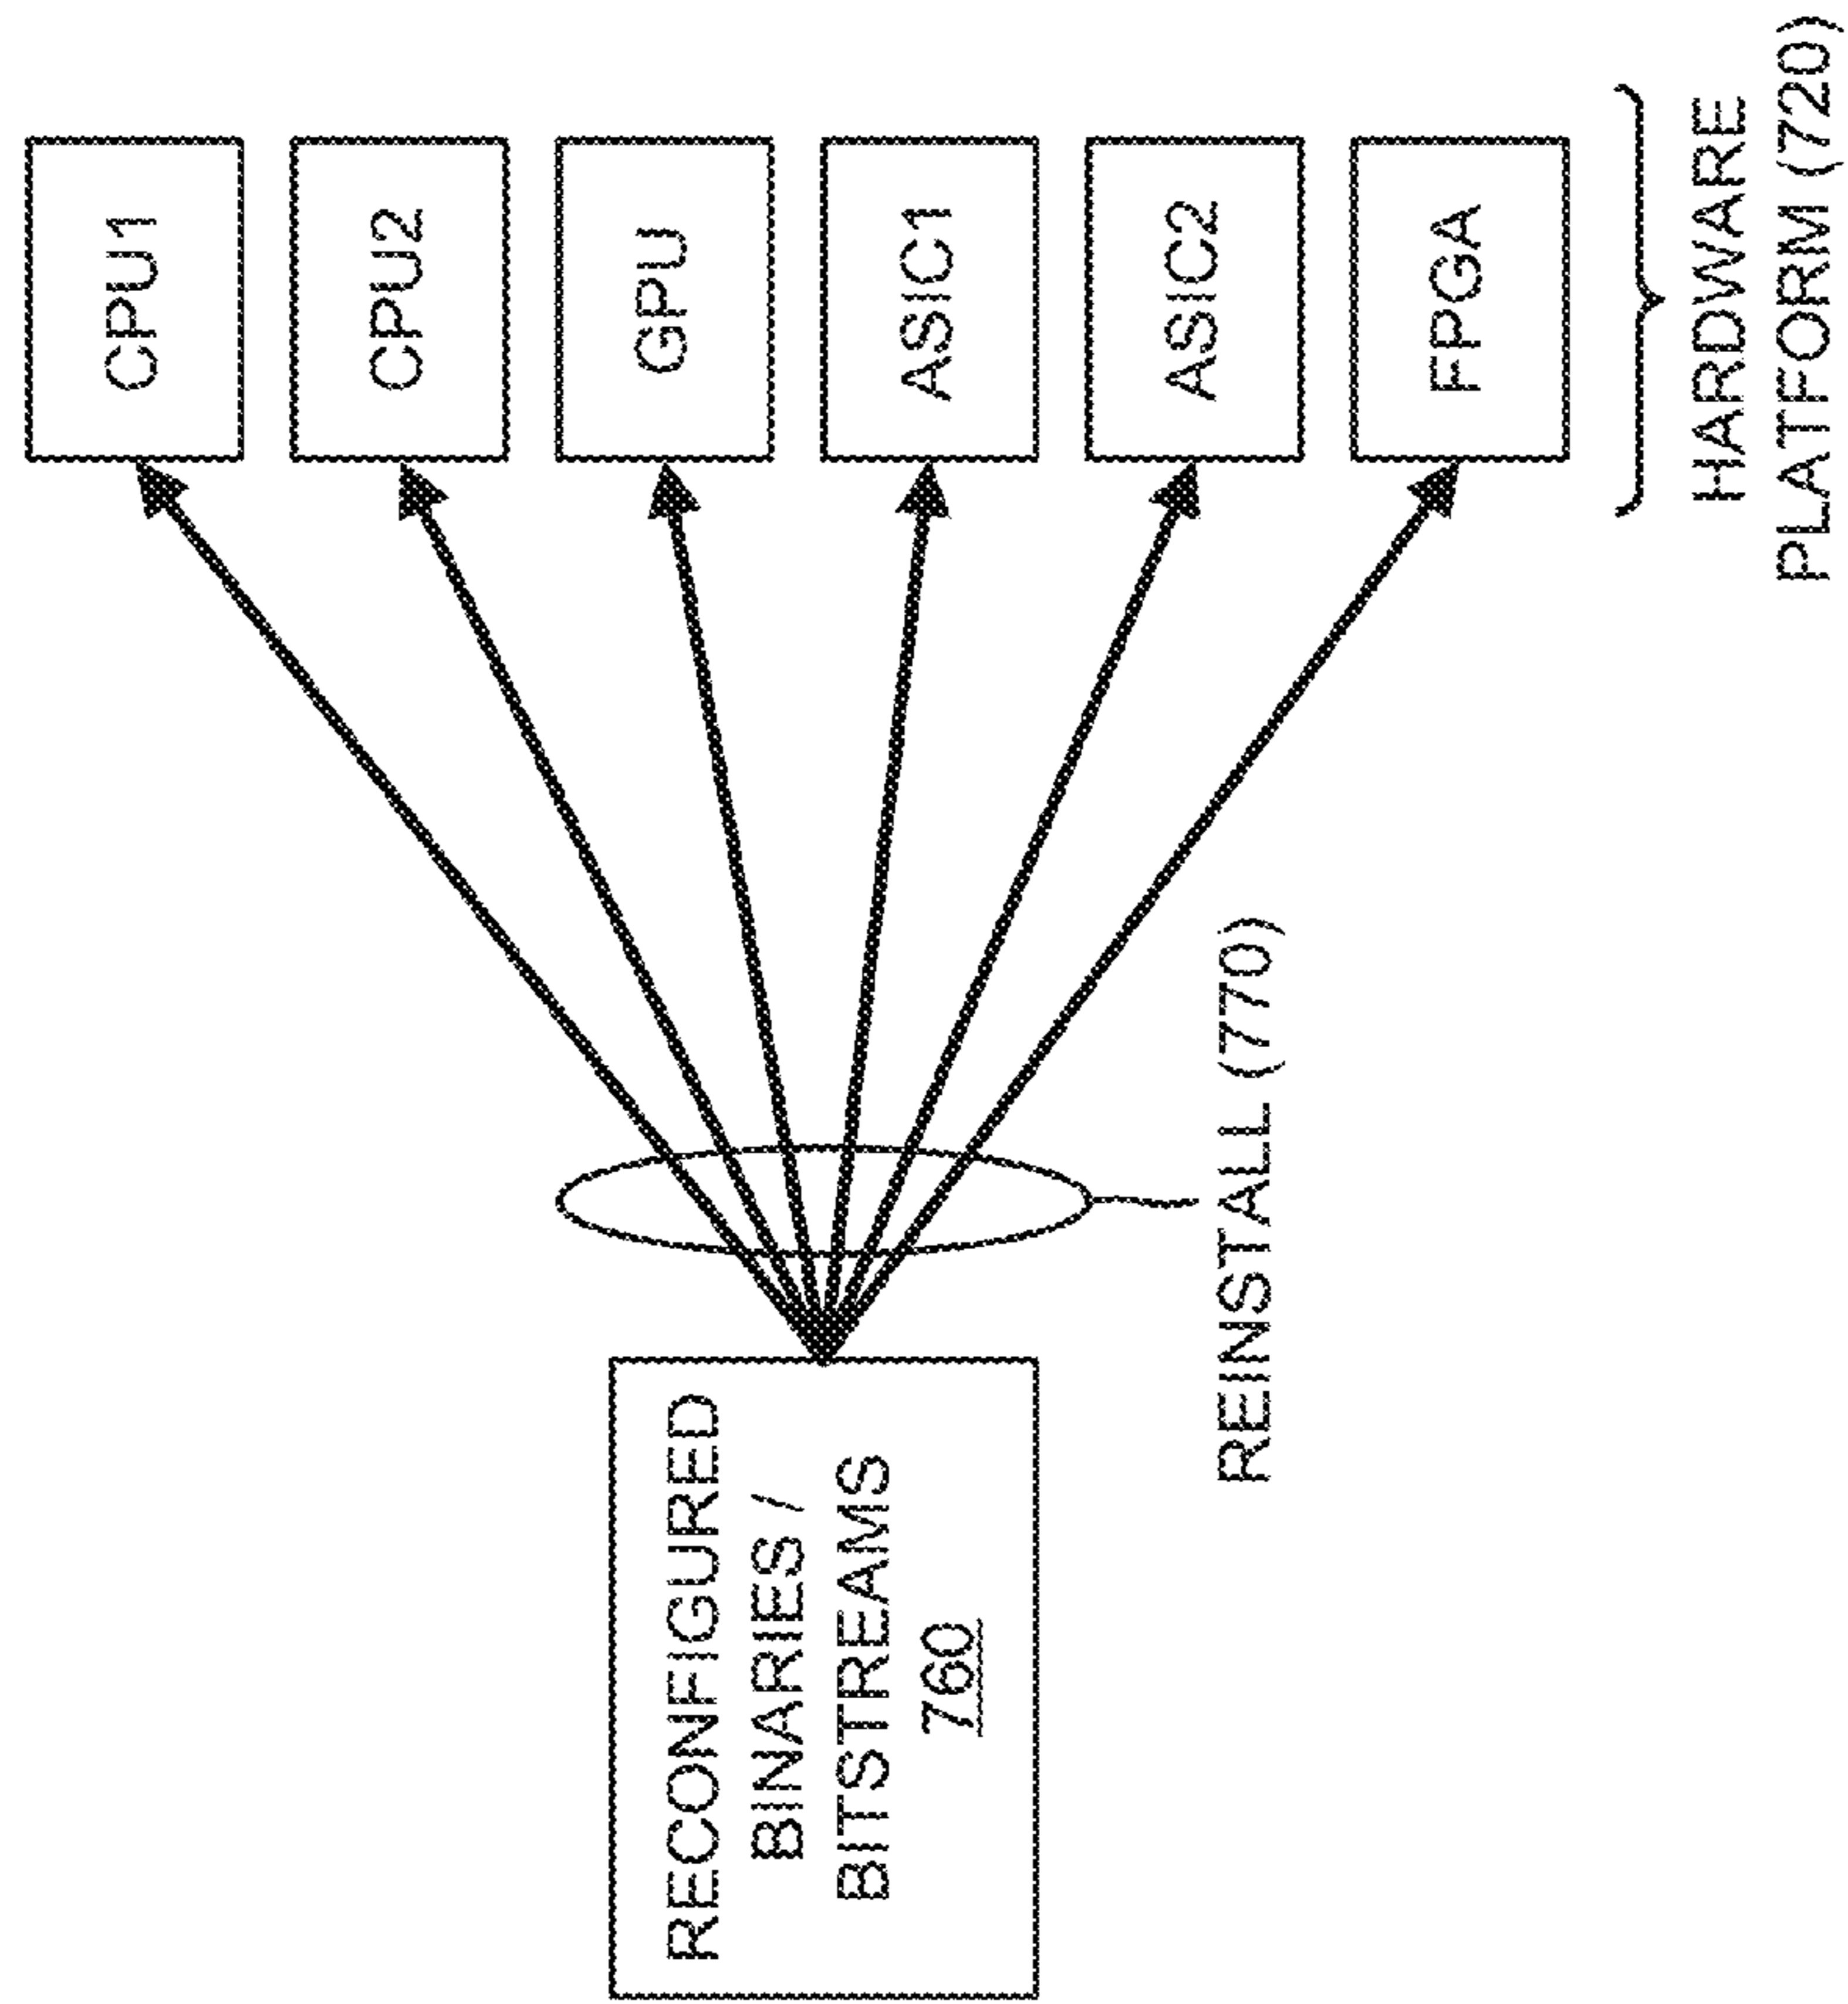 RECONFIGURED
BINARIES /
BITSTREAMS
760
REINSTALL (770)
CPU1
CPU2
GPU
ASIC1
ASIC2
FPGA
HARDWARE
PLATFORM (720)